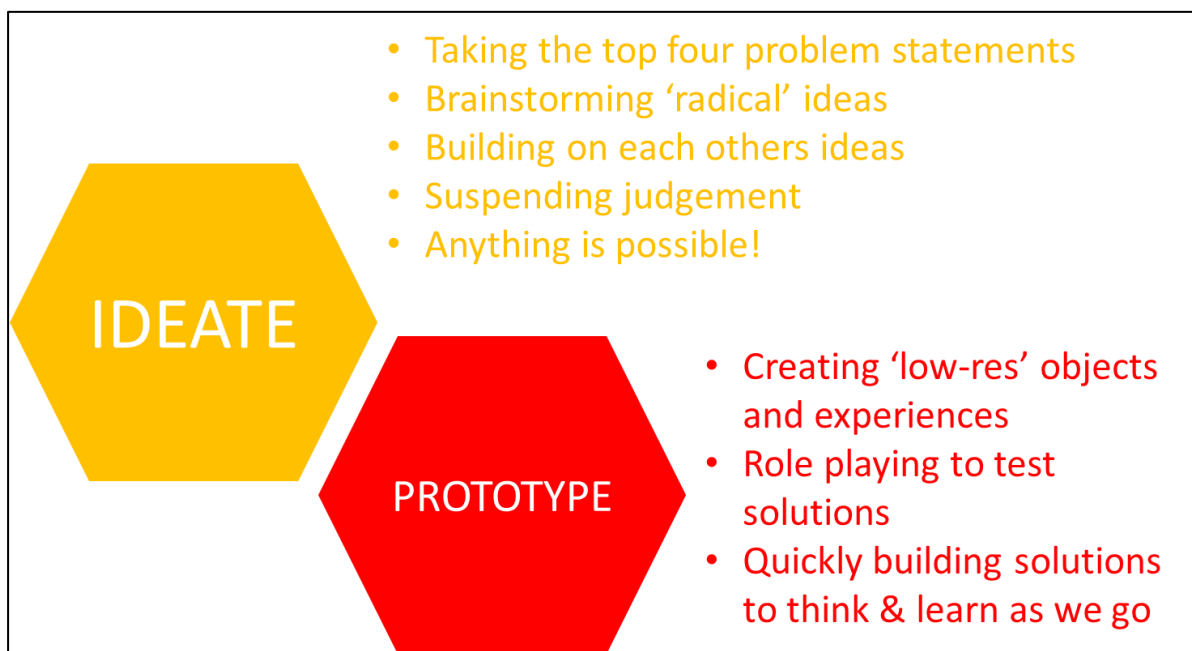 • Taking the top four problem statements
• Brainstorming ‘radical’ ideas
• Building on each others ideas
• Suspending judgement
• Anything is possible!
IDEATE
PROTOTYPE
• Creating ‘low-res’ objects
and experiences
• Role playing to test
solutions
• Quickly building solutions
to think & learn as we go